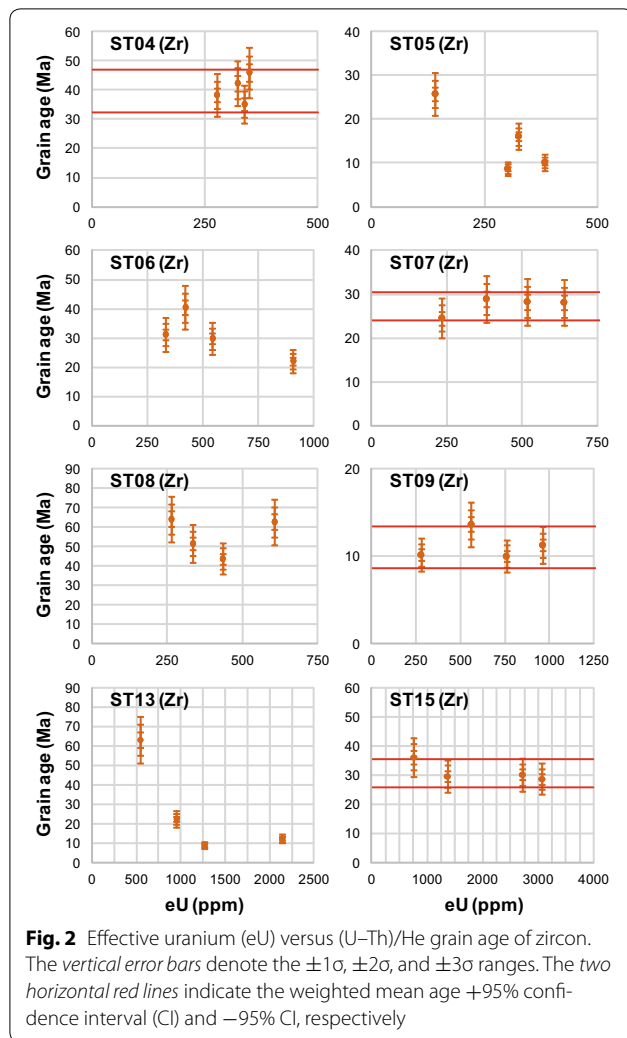 ST04 (Zr)
60
50
40
30
20
10
0
0 250 500
Grain age (Ma)
ST05 (Zr)
40
30
20
10
0
0 250 500
ST06 (Zr)
60
50
40
30
20
10
0
0 250 500 750 1000
Grain age (Ma)
ST07 (Zr)
40
30
20
10
0
0 250 500 750
ST08 (Zr)
90
80
70
60
50
40
30
20
10
0
0 250 500 750
Grain age (Ma)
ST09 (Zr)
20
10
0
0 250 500 750 1000 1250
ST13 (Zr)
90
80
70
60
50
40
30
20
10
0
0 500 1000 1500 2000 2500
Grain age (Ma)
eU (ppm)
ST15 (Zr)
60
50
40
30
20
10
0
0 1000 2000 3000 4000
eU (ppm)
Fig. 2 Effective uranium (eU) versus (U–Th)/He grain age of zircon.
The vertical error bars denote the ±1σ, ±2σ, and ±3σ ranges. The two
horizontal red lines indicate the weighted mean age +95% confi-
dence interval (CI) and −95% CI, respectively